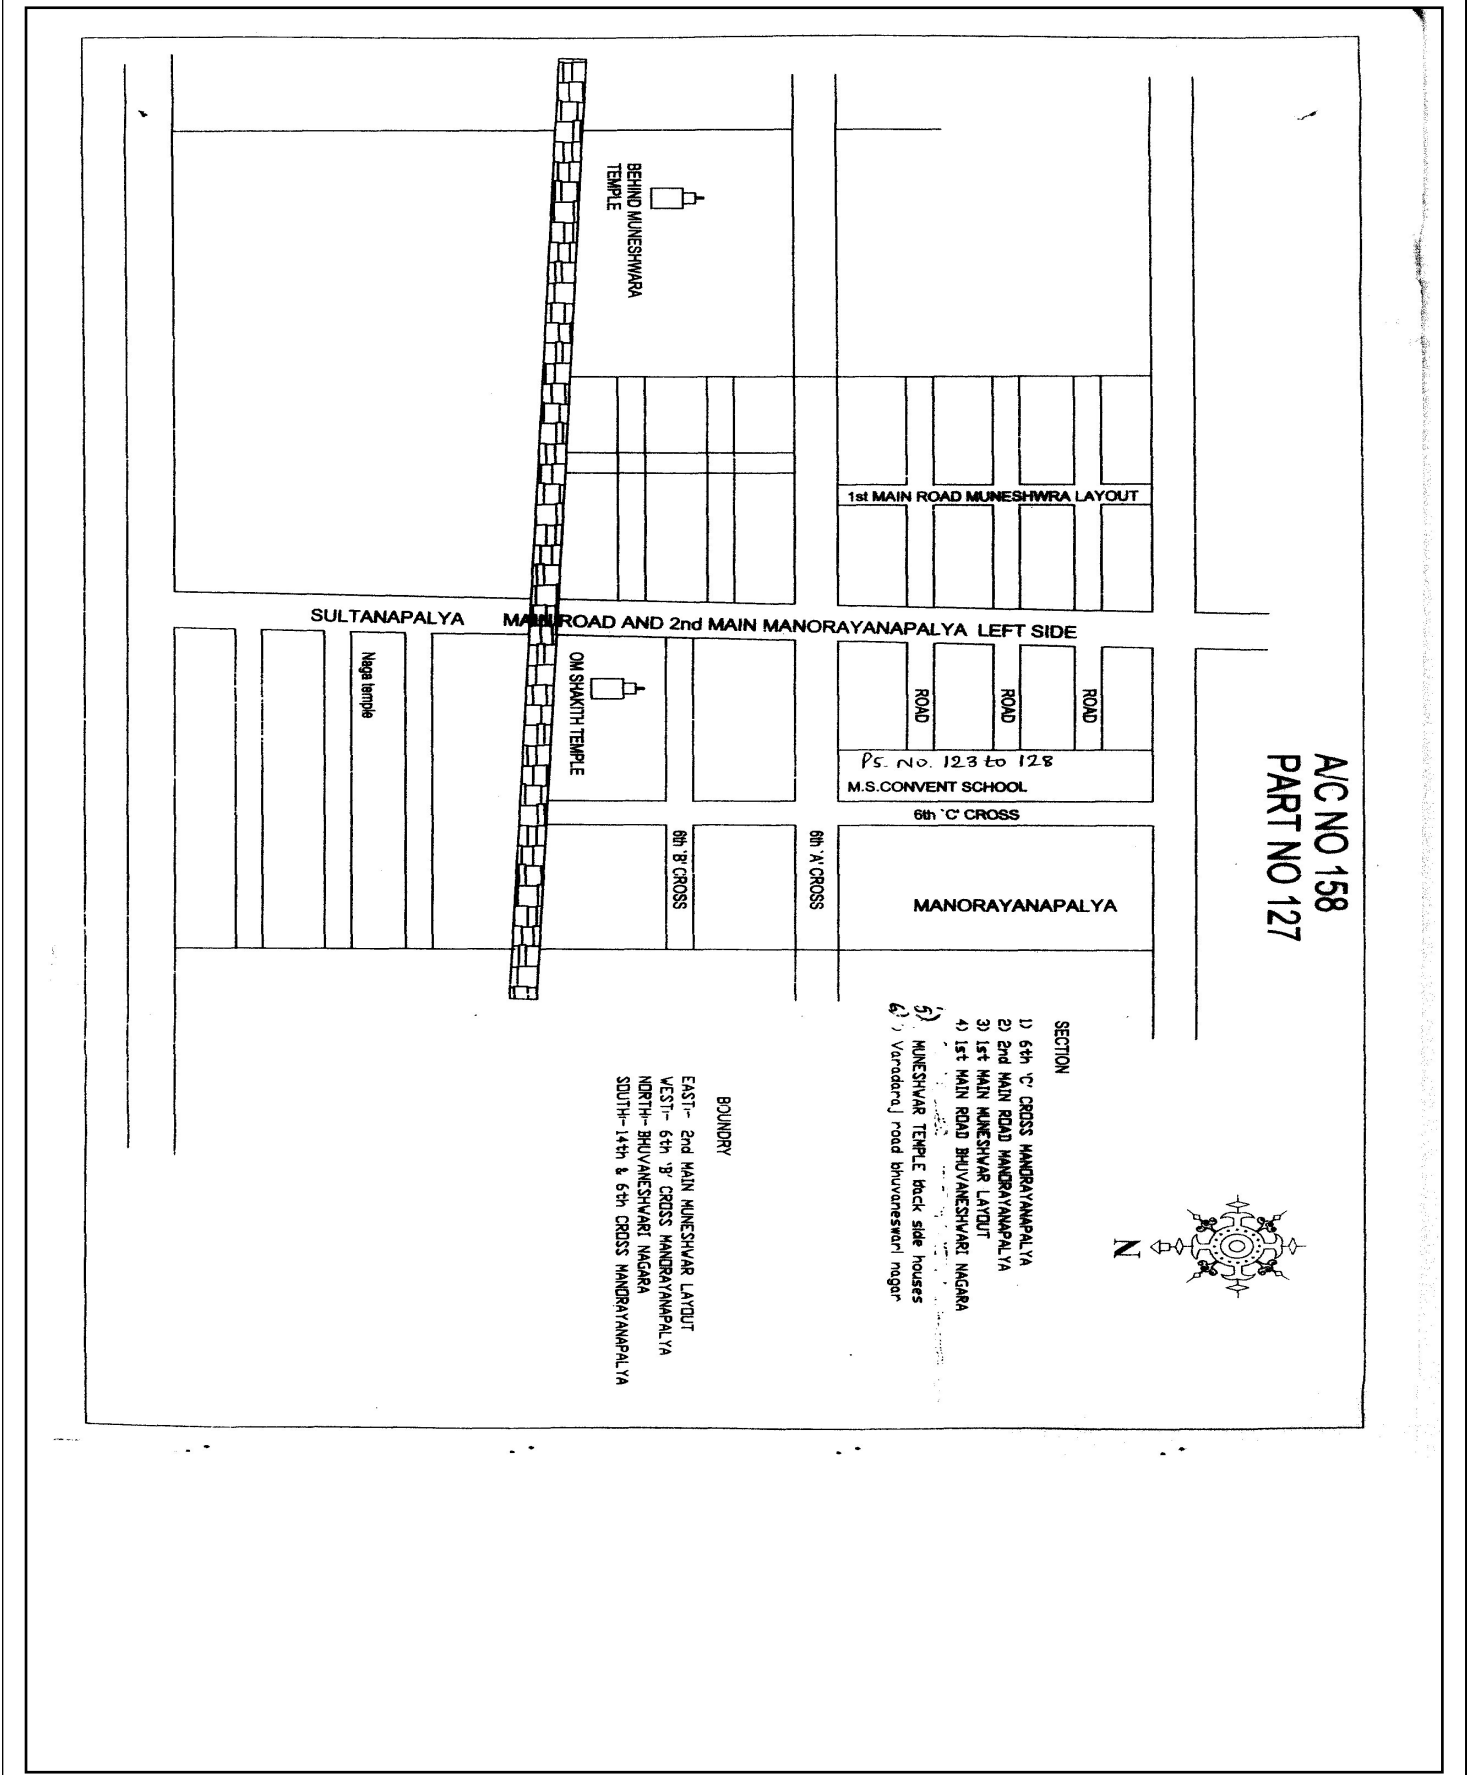 A/C NO 158
PART NO 127
BEHIND MUNESHWARA
TEMPLE
1st MAIN ROAD MUNESHWRA LAYOUT
SULTANAPALYA MAIN ROAD AND 2nd MAIN MANORAYANAPALYA LEFT SIDE
Naga temple
OM SHAKITH TEMPLE
ROAD
ROAD
ROAD
PS. No. 123 to 128
M.S.CONVENT SCHOOL
6th `C' CROSS
6th 'B' CROSS
6th `A' CROSS
MANORAYANAPALYA
SECTION
1) 6th 'C' CROSS MANORAYANAPALYA
2) 2nd MAIN ROAD MANORAYANAPALYA
3) 1st MAIN MUNESHWAR LAYOUT
4) 1st MAIN ROAD BHUVANESHWARI NAGARA
5) MUNESHWAR TEMPLE back side houses
6) Varadaraj road bhuvaneswari nagar
BOUNDRY
EAST:- 2nd MAIN MUNESHWAR LAYOUT
WEST:- 6th 'B' CROSS MANORAYANAPALYA
NORTH:- BHUVANESHWARI NAGARA
SOUTH:-14th & 6th CROSS MANORAYANAPALYA
N